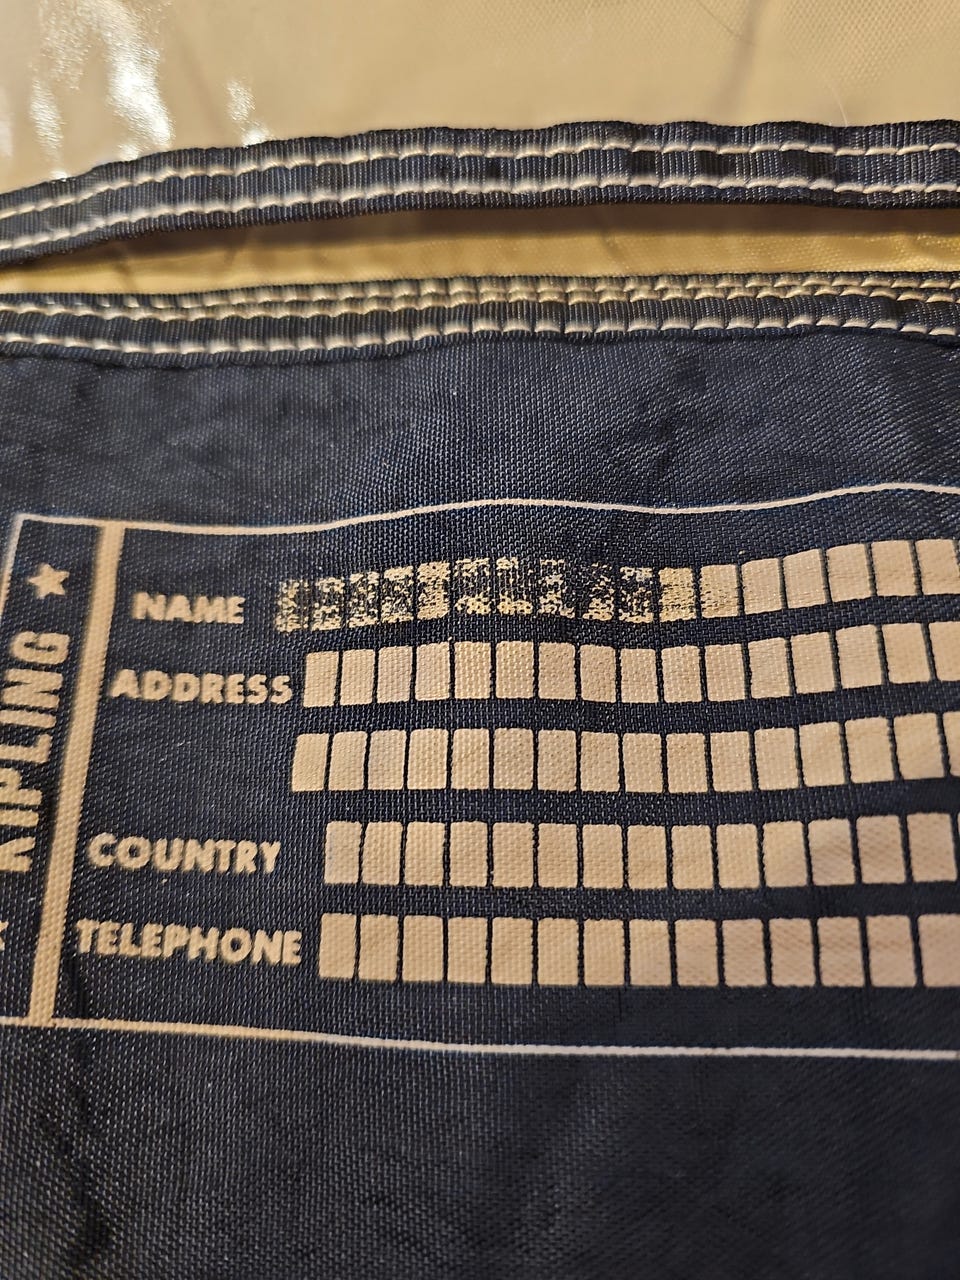 KIPLING
NAME
ADDRESS
COUNTRY
TELEPHONE